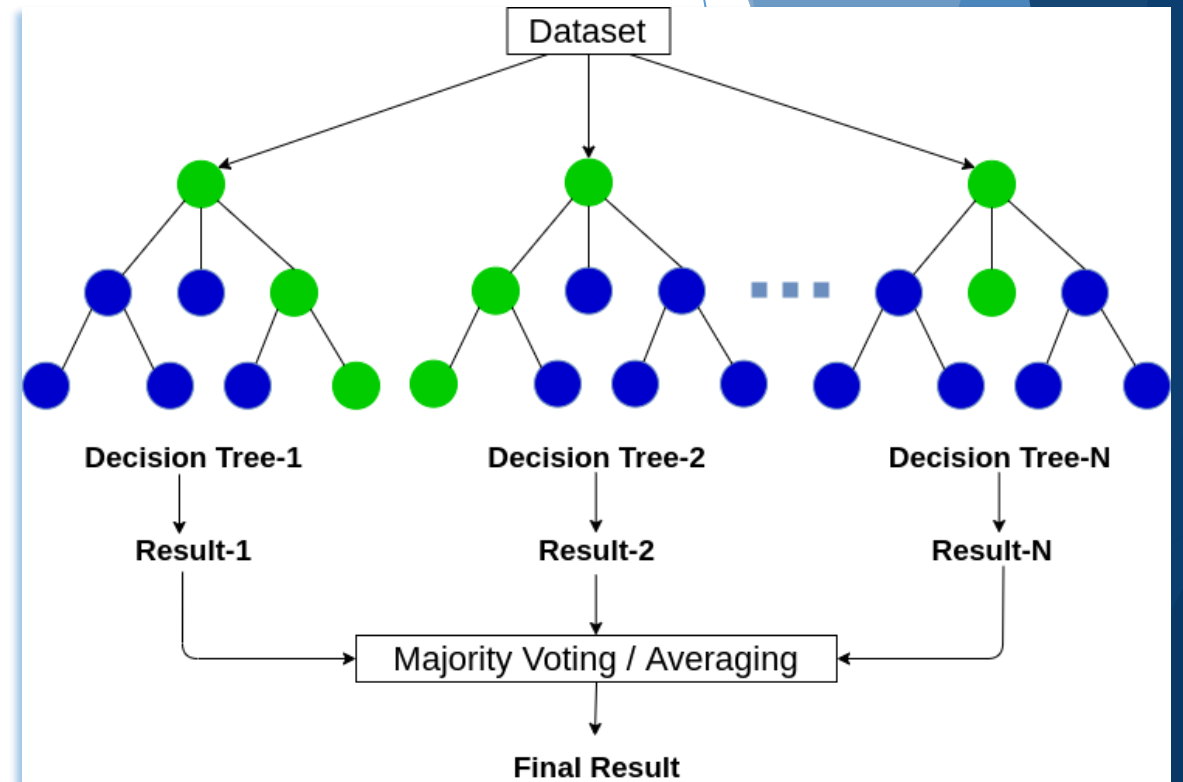 Dataset
Decision Tree-1
Decision Tree-2
Decision Tree-N
Result-1
Result-2
Result-N
Majority Voting / Averaging
Final Result